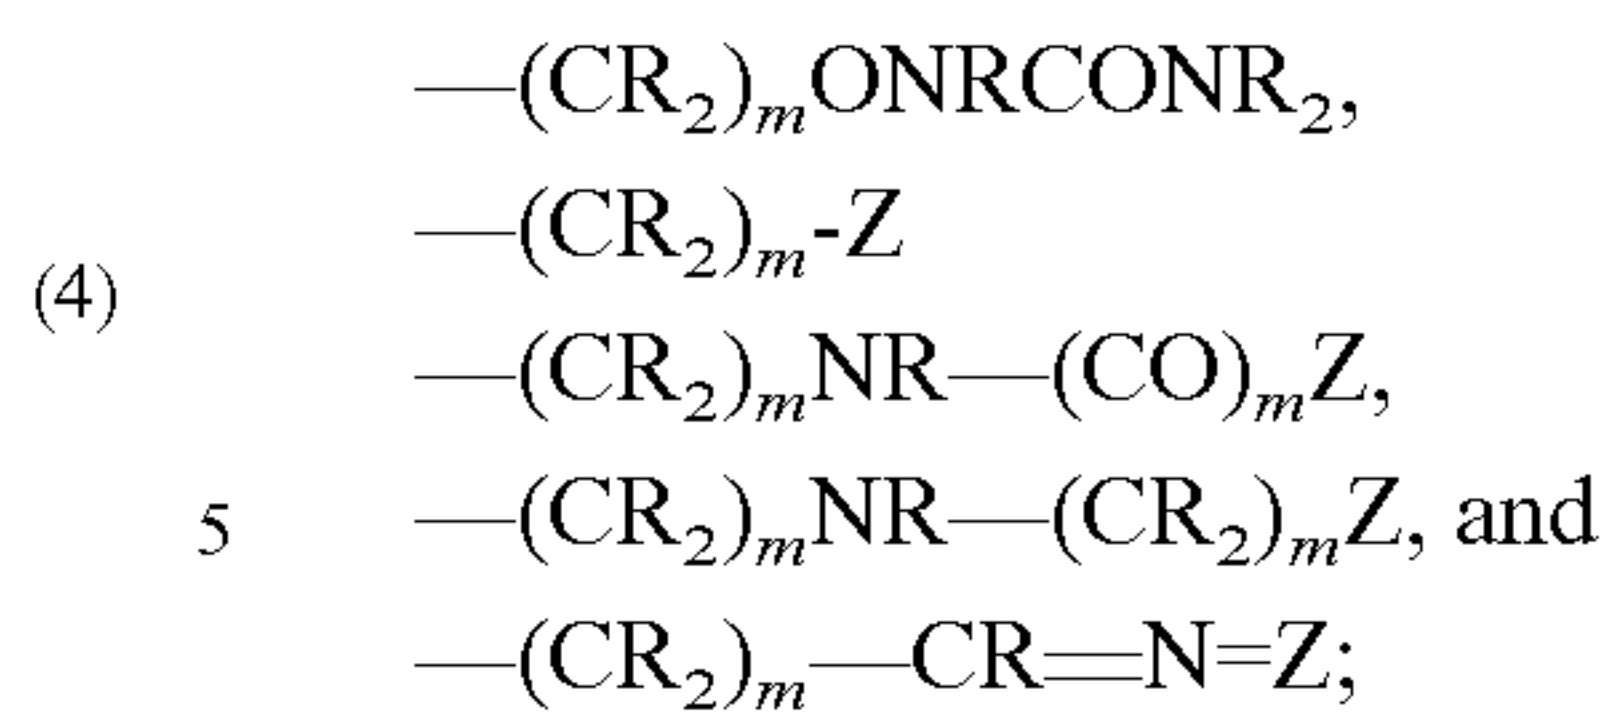 —(CR₂)ₘONRCONR₂,
—(CR₂)ₘ-Z
(4)
—(CR₂)ₘNR—(CO)ₘZ,
5 —(CR₂)ₘNR—(CR₂)ₘZ, and
—(CR₂)ₘ—CR=N=Z;